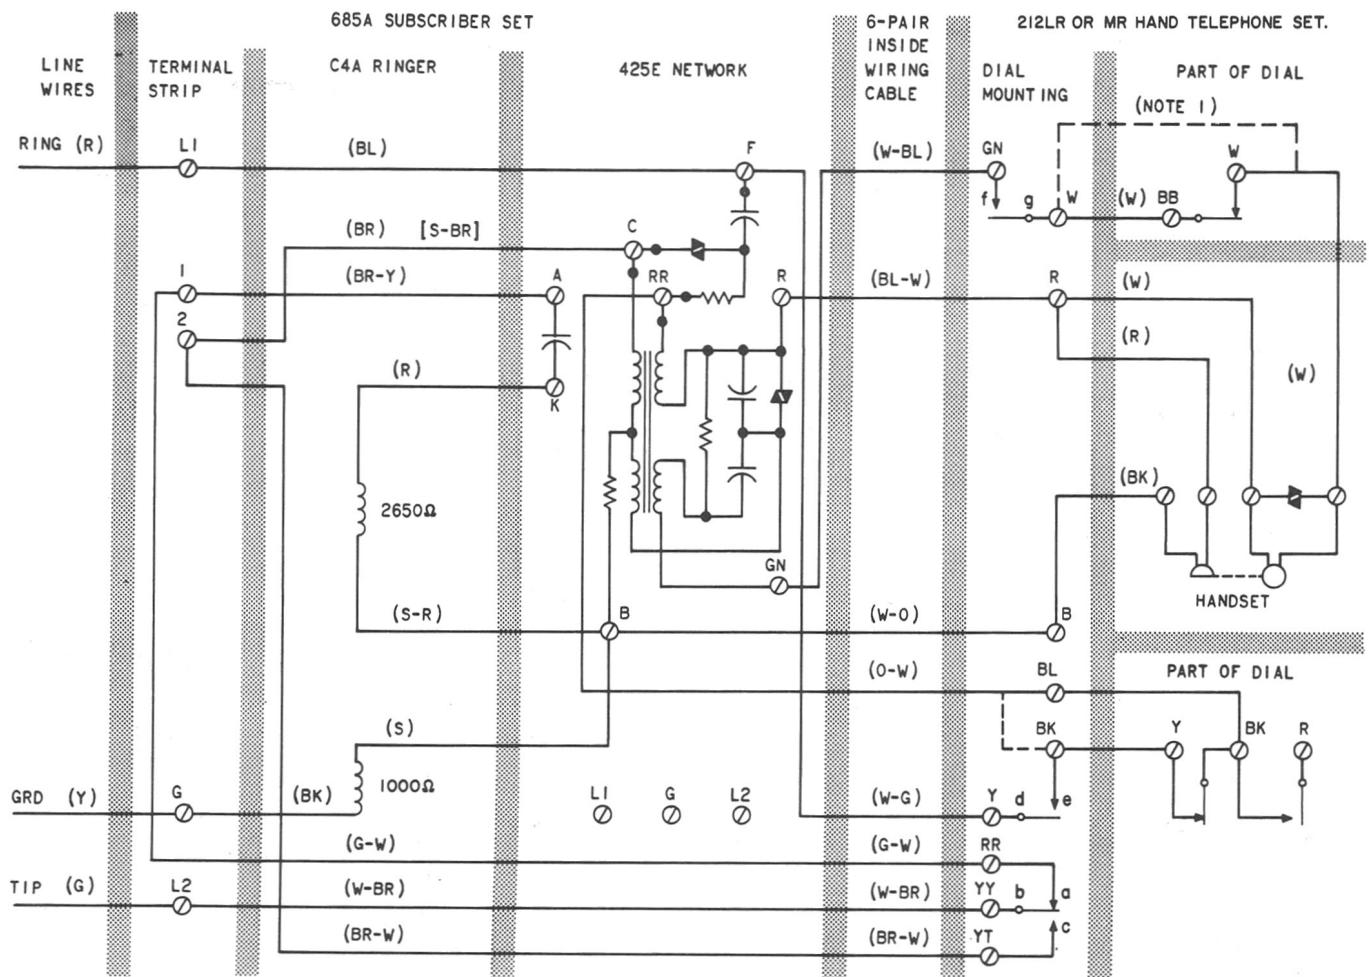 685A SUBSCRIBER SET
6-PAIR
INSIDE
WIRING
CABLE
212LR OR MR HAND TELEPHONE SET.
LINE
WIRES
TERMINAL
STRIP
C4A RINGER
425E NETWORK
DIAL
MOUNTING
PART OF DIAL
(NOTE 1)
RING (R)
L1
(BL)
F
(W-BL)
GN
W
f
g
W
(W)
BB
(BR)
[S-BR]
C
1
(BR-Y)
A
RR
R
(BL-W)
R
(W)
2
(R)
(R)
K
(W)
2650Ω
(BK)
GN
HANDSET
(S-R)
B
(W-O)
B
(O-W)
BL
PART OF DIAL
(S)
BK
Y
BK
R
1000Ω
GRD (Y)
G
(BK)
L1
G
L2
(W-G)
Y
d
e
(G-W)
(G-W)
RR
TIP (G)
L2
(W-BR)
(W-BR)
YY
b
a
c
(BR-W)
(BR-W)
YT